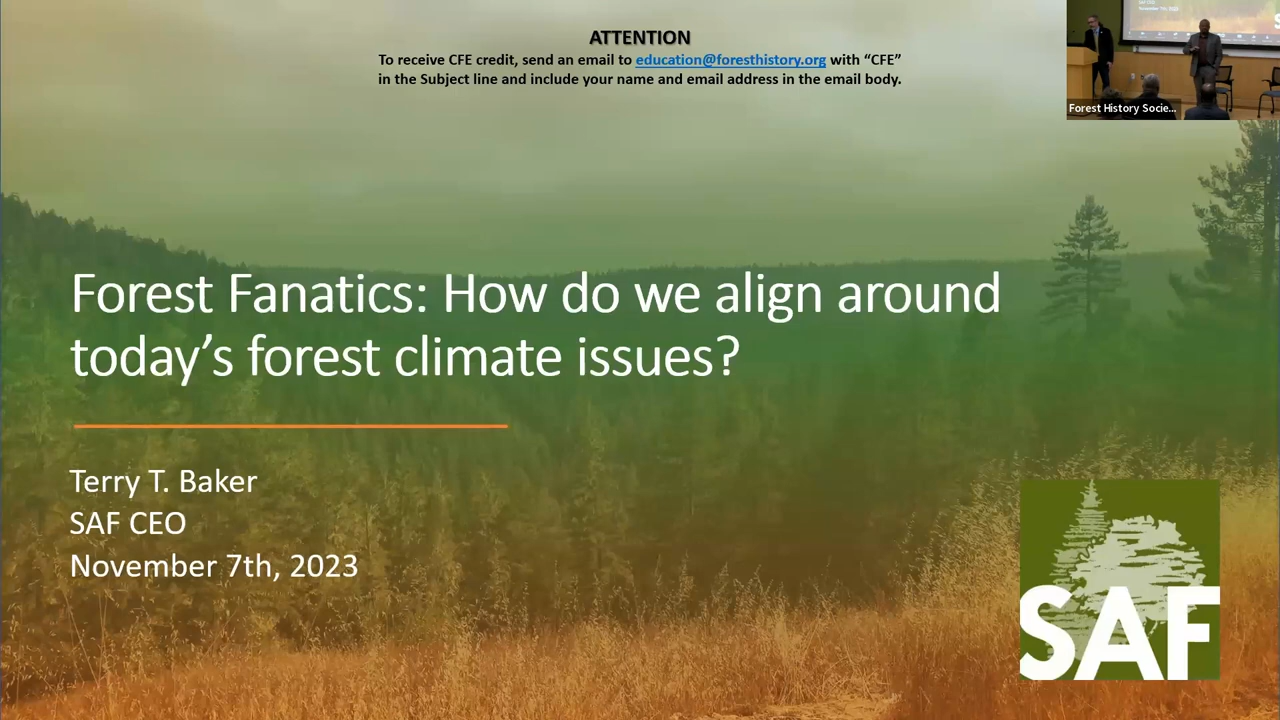 ATTENTION
To receive CFE credit, send an email to education@foresthistory.org with “CFE”
in the Subject line and include your name and email address in the email body.
Forest History Socie...
Forest Fanatics: How do we align around
today’s forest climate issues?
Terry T. Baker
SAF CEO
November 7th, 2023
SAF